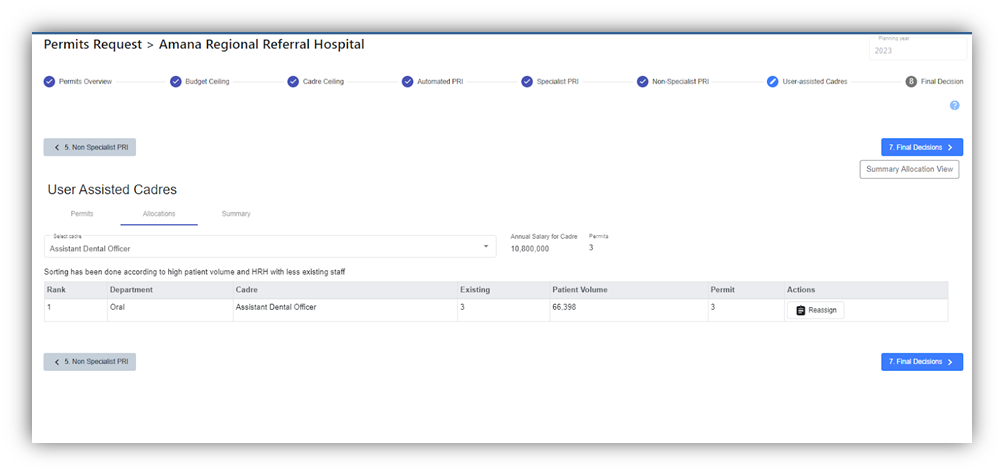 Permits Request > Amana Regional Referral Hospital
Planning year
2023
Permits Overview
Budget Ceiling
Cadre Ceiling
Automated PRI
Specialist PRI
Non-Specialist PRI
User-assisted Cadres
8 Final Decision
?
< 5. Non Specialist PRI
7. Final Decisions >
Summary Allocation View
User Assisted Cadres
Permits Allocations Summary
Select cadre
Assistant Dental Officer
Annual Salary for Cadre
10,800,000
Permits
3
Sorting has been done according to high patient volume and HRH with less existing staff
Rank Department Cadre Existing Patient Volume Permit Actions
1 Oral Assistant Dental Officer 3 66,398 3 Reassign
< 5. Non Specialist PRI
7. Final Decisions >